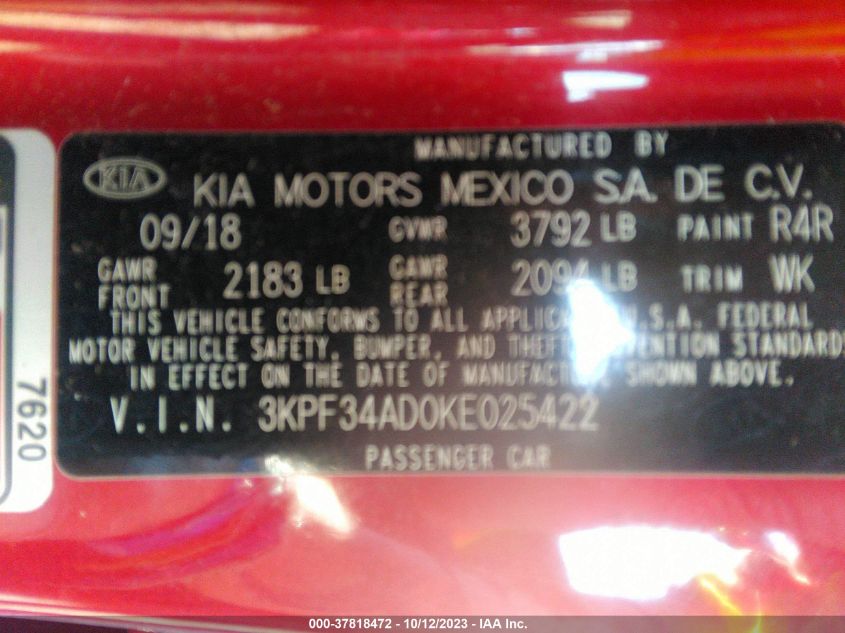 MANUFACTURED BY
KIA KIA MOTORS MEXICO S.A. DE C.V.
09/18 GVWR 3792 LB PAINT R4R
GAWR FRONT 2183 LB GAWR REAR 2094 LB TRIM WK
THIS VEHICLE CONFORMS TO ALL U.S.A. FEDERAL
MOTOR VEHICLE SAFETY, BUMPER, AND THEFT STANDARDS
IN EFFECT ON THE DATE OF SHOWN ABOVE.
V.I.N. 3KPF34AD0KE025422
PASSENGER CAR
7620
000-37818472 - 10/12/2023 - IAA Inc.